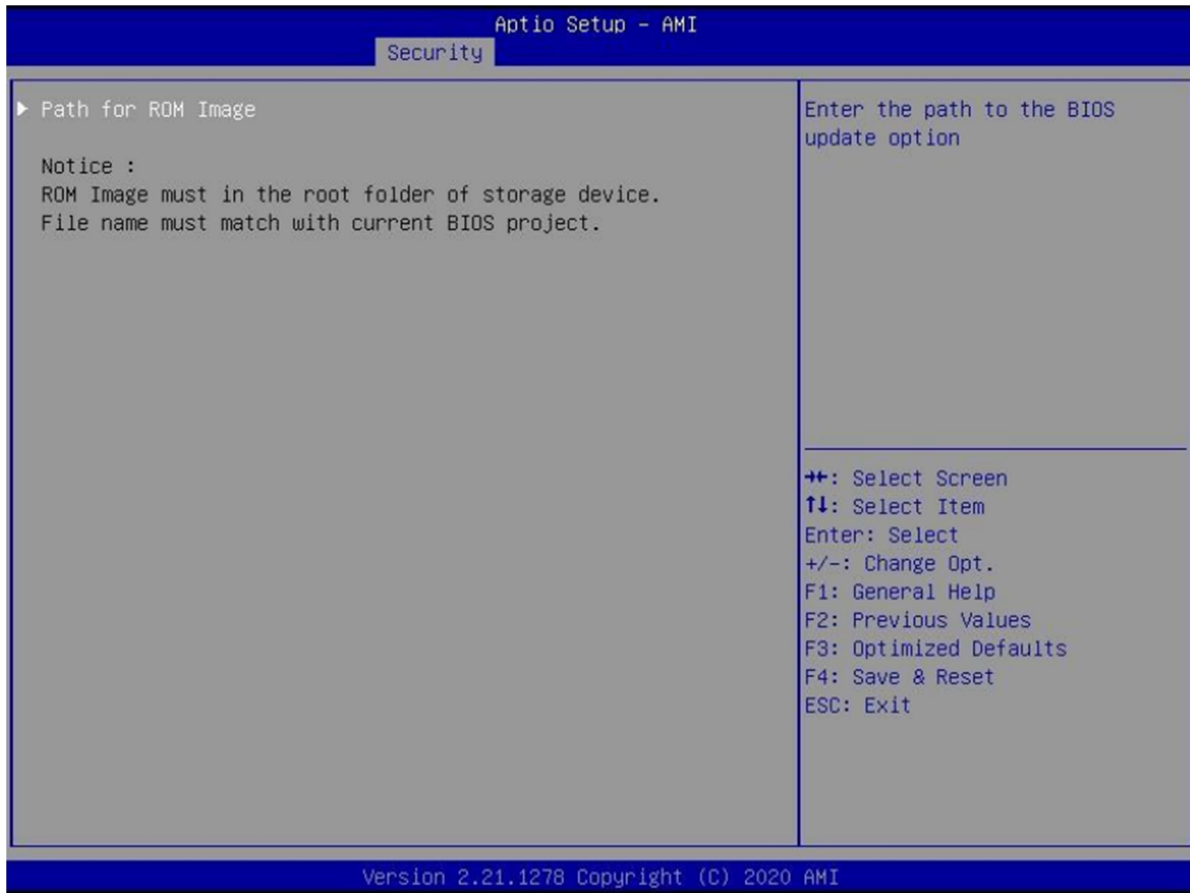 Aptio Setup - AMI
Security
▶ Path for ROM Image
Notice :
ROM Image must in the root folder of storage device.
File name must match with current BIOS project.
Enter the path to the BIOS
update option
→←: Select Screen
↑↓: Select Item
Enter: Select
+/-: Change Opt.
F1: General Help
F2: Previous Values
F3: Optimized Defaults
F4: Save & Reset
ESC: Exit
Version 2.21.1278 Copyright (C) 2020 AMI